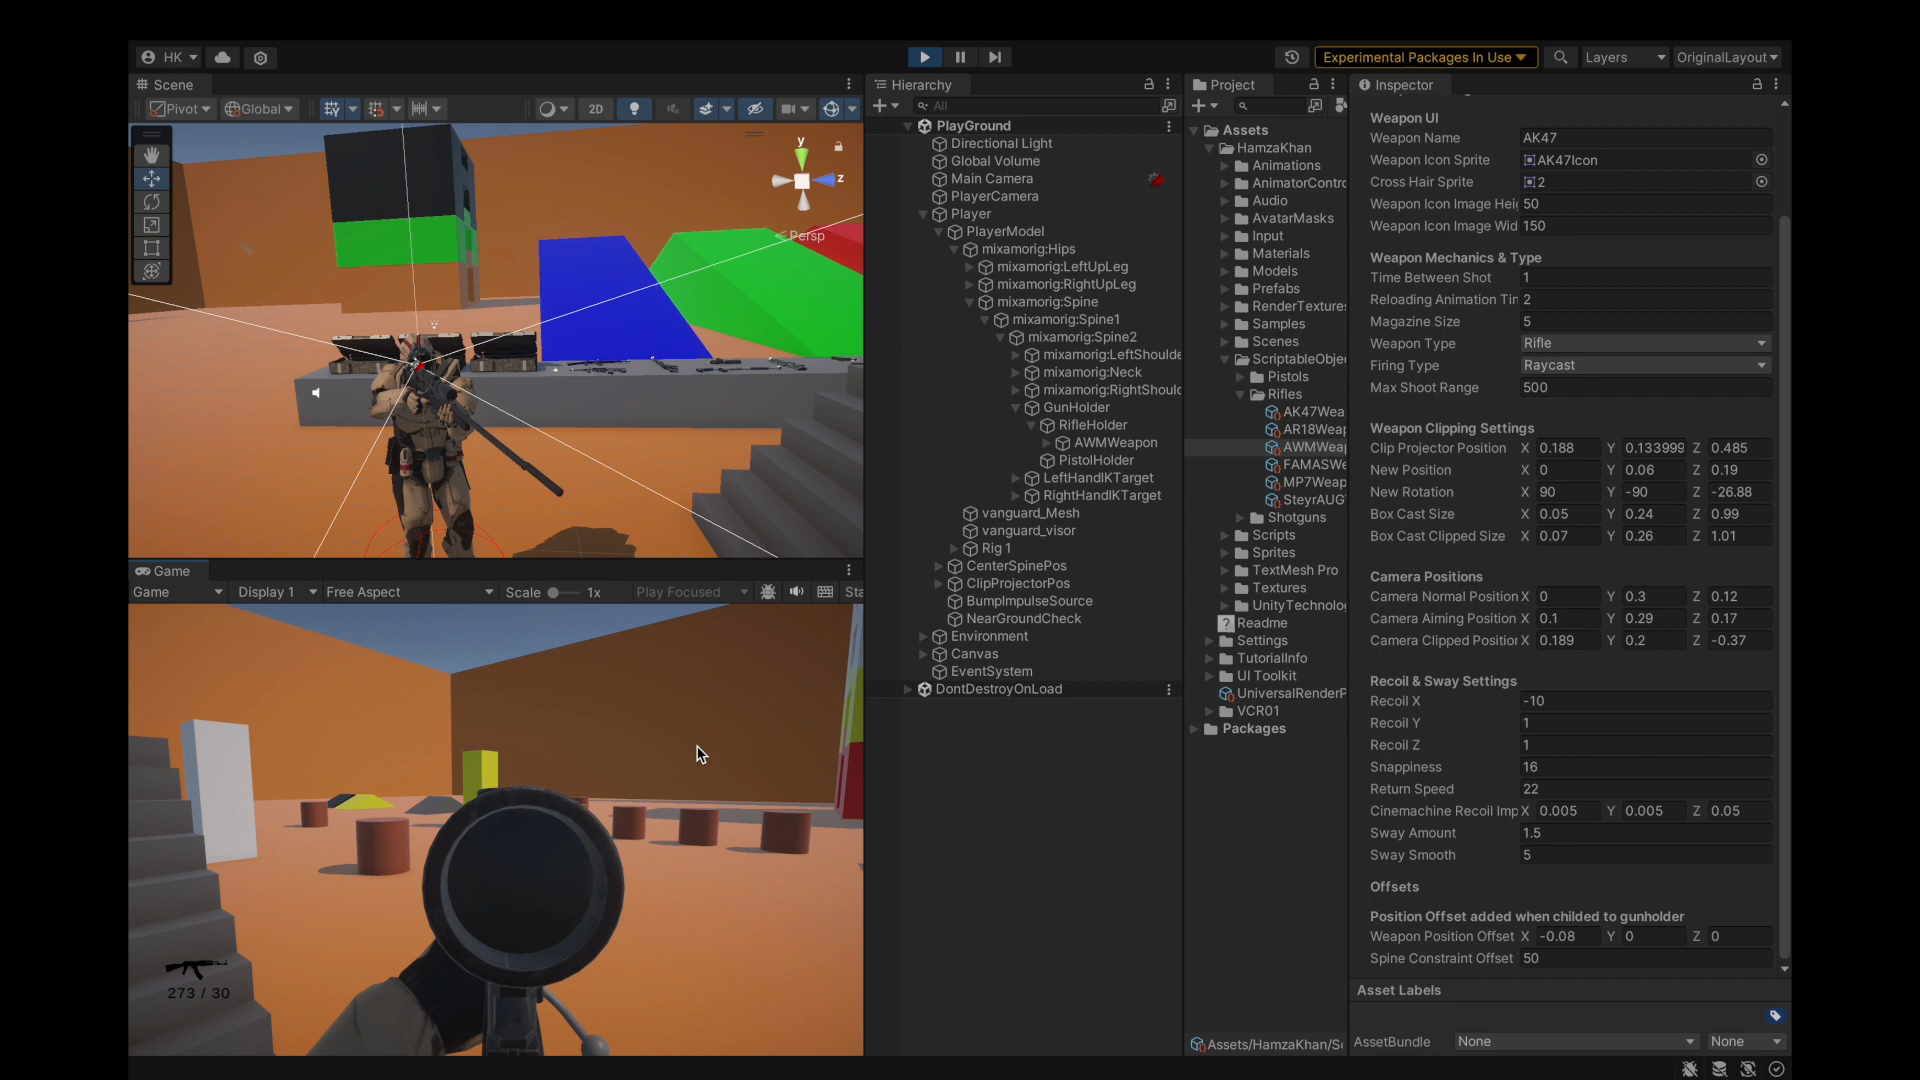 HK
Experimental Packages In Use
Layers
OriginalLayout
Scene
Pivot
Global
2D
y
z
Persp
Game
Game
Display 1
Free Aspect
Scale
1x
Play Focused
Sta
273 / 30
Hierarchy
All
PlayGround
Directional Light
Global Volume
Main Camera
PlayerCamera
Player
PlayerModel
mixamorig:Hips
mixamorig:LeftUpLeg
mixamorig:RightUpLeg
mixamorig:Spine
mixamorig:Spine1
mixamorig:Spine2
mixamorig:LeftShoulde
mixamorig:Neck
mixamorig:RightShould
GunHolder
RifleHolder
AWMWeapon
PistolHolder
LeftHandIKTarget
RightHandIKTarget
vanguard_Mesh
vanguard_visor
Rig 1
CenterSpinePos
ClipProjectorPos
BumpImpulseSource
NearGroundCheck
Environment
Canvas
EventSystem
DontDestroyOnLoad
Project
Assets
HamzaKhan
Animations
AnimatorContro
Audio
AvatarMasks
Input
Materials
Models
Prefabs
RenderTextures
Samples
Scenes
ScriptableObje
Pistols
Rifles
AK47Wea
AR18Weap
AWMWeap
FAMASWe
MP7Weap
SteyrAUG
Shotguns
Scripts
Sprites
TextMesh Pro
Textures
UnityTechnolog
Readme
Settings
TutorialInfo
UI Toolkit
UniversalRenderP
VCR01
Packages
Assets/HamzaKhan/Sc
Inspector
Weapon UI
Weapon Name AK47
Weapon Icon Sprite AK47Icon
Cross Hair Sprite 2
Weapon Icon Image Hei 50
Weapon Icon Image Wid 150
Weapon Mechanics & Type
Time Between Shot 1
Reloading Animation Tin 2
Magazine Size 5
Weapon Type Rifle
Firing Type Raycast
Max Shoot Range 500
Weapon Clipping Settings
Clip Projector Position X 0.188 Y 0.133999 Z 0.485
New Position X 0 Y 0.06 Z 0.19
New Rotation X 90 Y -90 Z -26.88
Box Cast Size X 0.05 Y 0.24 Z 0.99
Box Cast Clipped Size X 0.07 Y 0.26 Z 1.01
Camera Positions
Camera Normal Position X 0 Y 0.3 Z 0.12
Camera Aiming Position X 0.1 Y 0.29 Z 0.17
Camera Clipped Position X 0.189 Y 0.2 Z -0.37
Recoil & Sway Settings
Recoil X -10
Recoil Y 1
Recoil Z 1
Snappiness 16
Return Speed 22
Cinemachine Recoil Imp X 0.005 Y 0.005 Z 0.05
Sway Amount 1.5
Sway Smooth 5
Offsets
Position Offset added when childed to gunholder
Weapon Position Offset X -0.08 Y 0 Z 0
Spine Constraint Offset 50
Asset Labels
AssetBundle None None